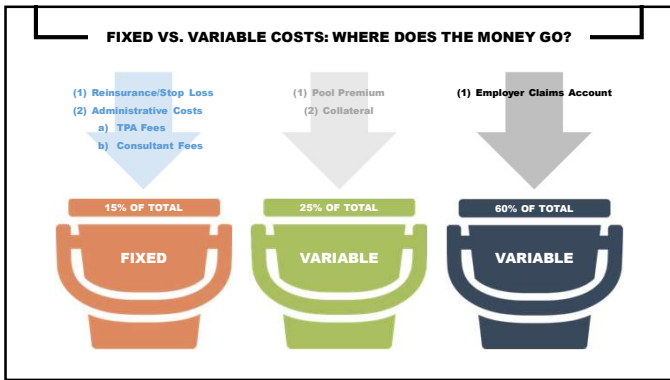 FIXED VS. VARIABLE COSTS: WHERE DOES THE MONEY GO?
(1) Reinsurance/Stop Loss
(2) Administrative Costs
a) TPA Fees
b) Consultant Fees
(1) Pool Premium
(2) Collateral
(1) Employer Claims Account
15% OF TOTAL
25% OF TOTAL
60% OF TOTAL
FIXED
VARIABLE
VARIABLE